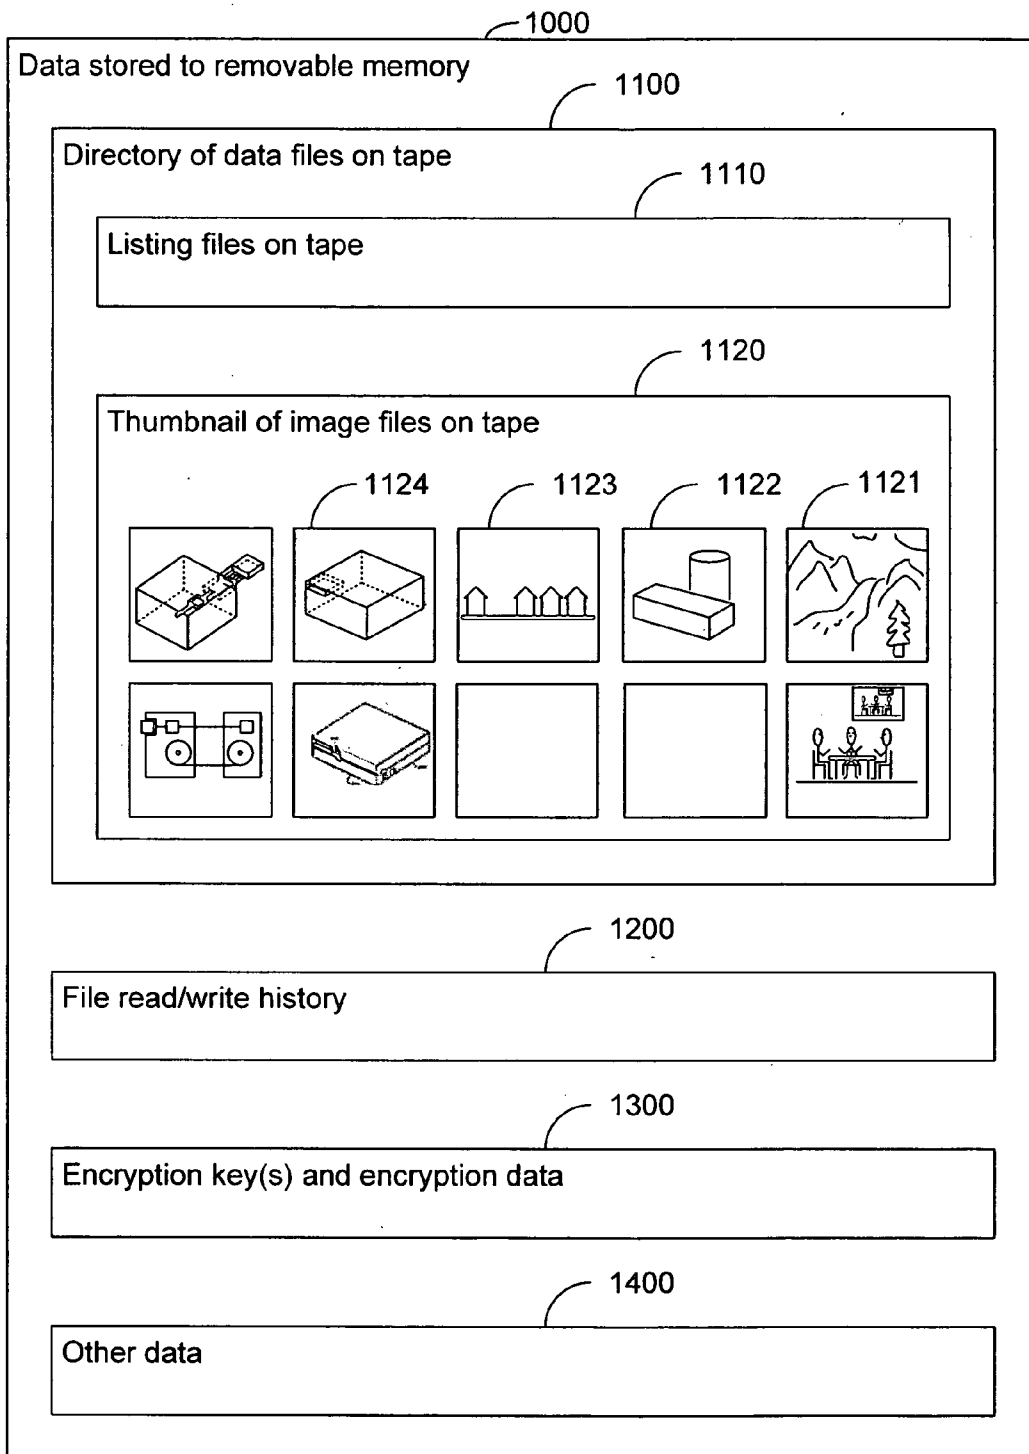 1000
Data stored to removable memory
1100
Directory of data files on tape
1110
Listing files on tape
1120
Thumbnail of image files on tape
1124 1123 1122 1121
1200
File read/write history
1300
Encryption key(s) and encryption data
1400
Other data